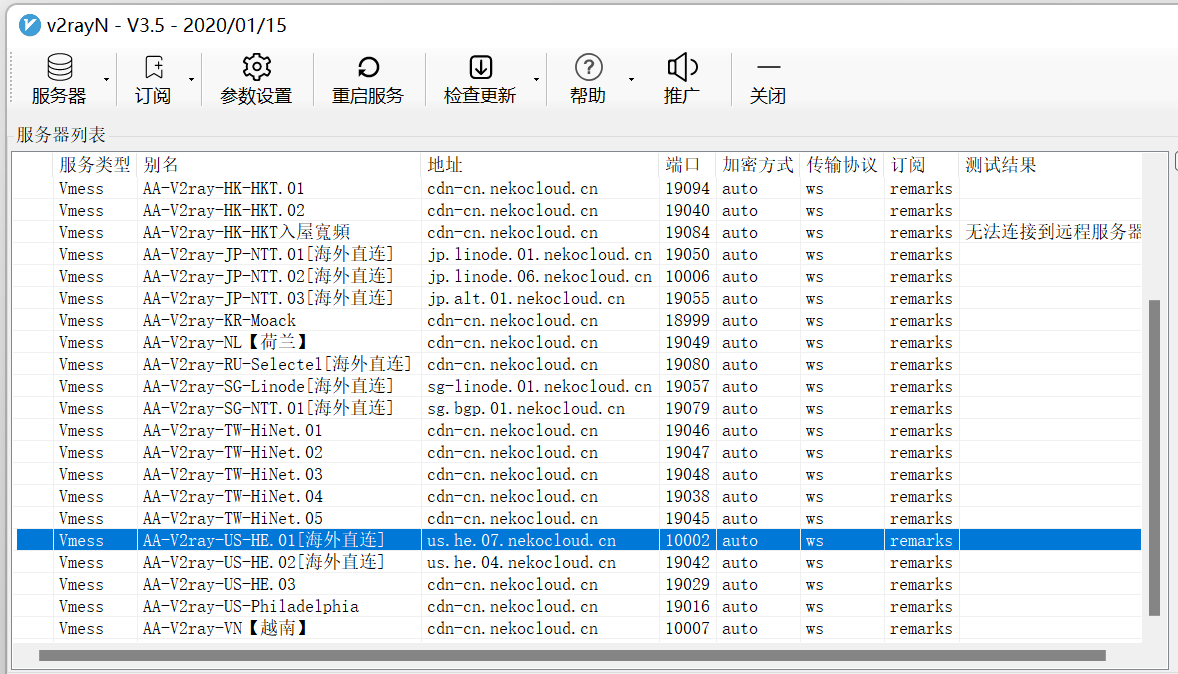 v2rayN - V3.5 - 2020/01/15
服务器 订阅 参数设置 重启服务 检查更新 帮助 推广 关闭
服务器列表
服务类型 别名 地址 端口 加密方式 传输协议 订阅 测试结果
Vmess AA-V2ray-HK-HKT.01 cdn-cn.nekocloud.cn 19094 auto ws remarks
Vmess AA-V2ray-HK-HKT.02 cdn-cn.nekocloud.cn 19040 auto ws remarks
Vmess AA-V2ray-HK-HKT入屋寬頻 cdn-cn.nekocloud.cn 19084 auto ws remarks 无法连接到远程服务器
Vmess AA-V2ray-JP-NTT.01[海外直连] jp.linode.01.nekocloud.cn 19050 auto ws remarks
Vmess AA-V2ray-JP-NTT.02[海外直连] jp.linode.06.nekocloud.cn 10006 auto ws remarks
Vmess AA-V2ray-JP-NTT.03[海外直连] jp.alt.01.nekocloud.cn 19055 auto ws remarks
Vmess AA-V2ray-KR-Moack cdn-cn.nekocloud.cn 18999 auto ws remarks
Vmess AA-V2ray-NL【荷兰】 cdn-cn.nekocloud.cn 19049 auto ws remarks
Vmess AA-V2ray-RU-Selectel[海外直连] cdn-cn.nekocloud.cn 19080 auto ws remarks
Vmess AA-V2ray-SG-Linode[海外直连] sg-linode.01.nekocloud.cn 19057 auto ws remarks
Vmess AA-V2ray-SG-NTT.01[海外直连] sg.bgp.01.nekocloud.cn 19079 auto ws remarks
Vmess AA-V2ray-TW-HiNet.01 cdn-cn.nekocloud.cn 19046 auto ws remarks
Vmess AA-V2ray-TW-HiNet.02 cdn-cn.nekocloud.cn 19047 auto ws remarks
Vmess AA-V2ray-TW-HiNet.03 cdn-cn.nekocloud.cn 19048 auto ws remarks
Vmess AA-V2ray-TW-HiNet.04 cdn-cn.nekocloud.cn 19038 auto ws remarks
Vmess AA-V2ray-TW-HiNet.05 cdn-cn.nekocloud.cn 19045 auto ws remarks
Vmess AA-V2ray-US-HE.01[海外直连] us.he.07.nekocloud.cn 10002 auto ws remarks
Vmess AA-V2ray-US-HE.02[海外直连] us.he.04.nekocloud.cn 19042 auto ws remarks
Vmess AA-V2ray-US-HE.03 cdn-cn.nekocloud.cn 19029 auto ws remarks
Vmess AA-V2ray-US-Philadelphia cdn-cn.nekocloud.cn 19016 auto ws remarks
Vmess AA-V2ray-VN【越南】 cdn-cn.nekocloud.cn 10007 auto ws remarks